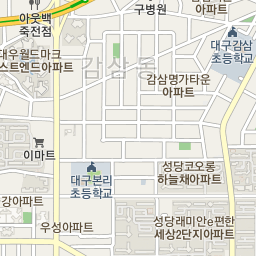 아웃백
죽전점
구병원
센트
아파트
대우월드마크
스트엔드아파트
감삼동
대구감삼
초등학교
감삼명가타운
아파트
이마트
대구본리
초등학교
성당코오롱
하늘채아파트
강아파트
우성아파트
성당래미안e편한
세상2단지아파트